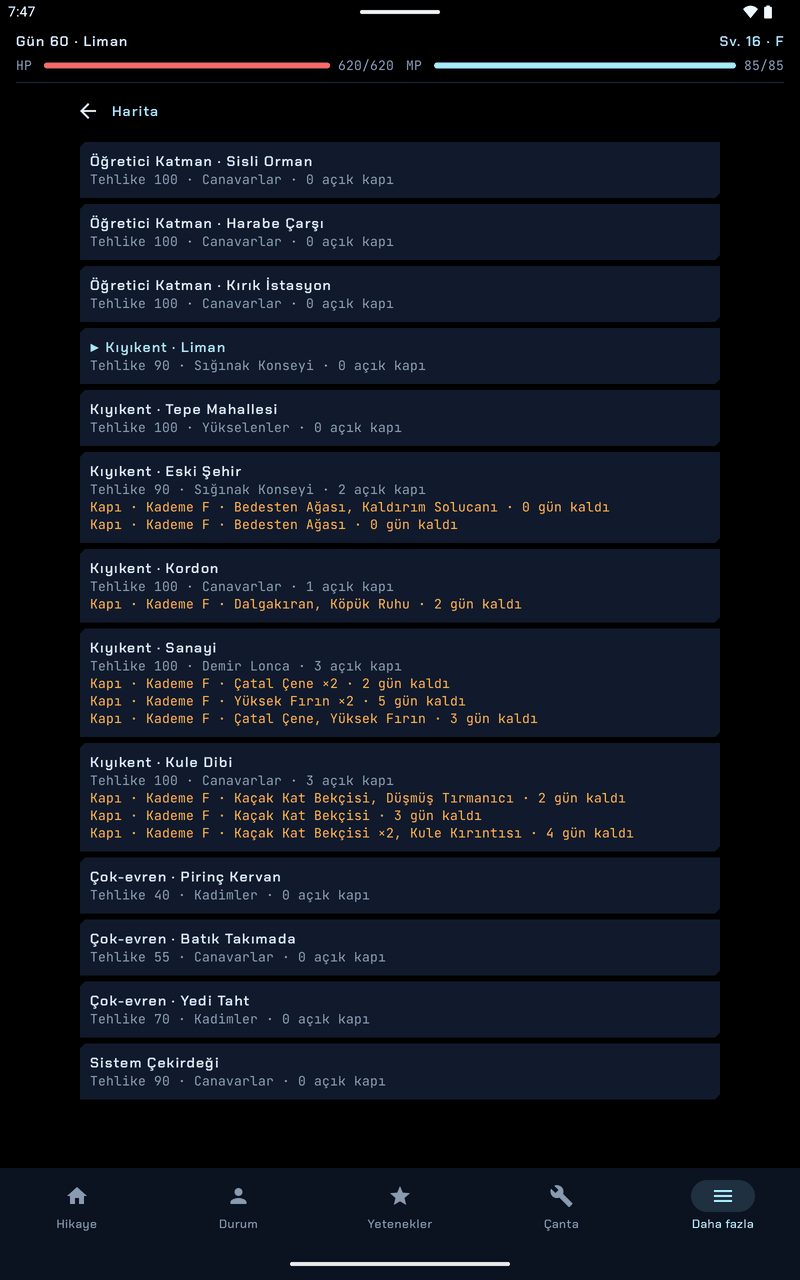 7:47
Gün 60 · Liman
Sv. 16 · F
HP 620/620 MP 85/85
Harita
Öğretici Katman · Sisli Orman
Tehlike 100 · Canavarlar · 0 açık kapı
Öğretici Katman · Harabe Çarşı
Tehlike 100 · Canavarlar · 0 açık kapı
Öğretici Katman · Kırık İstasyon
Tehlike 100 · Canavarlar · 0 açık kapı
▶ Kıyıkent · Liman
Tehlike 90 · Sığınak Konseyi · 0 açık kapı
Kıyıkent · Tepe Mahallesi
Tehlike 100 · Yükselenler · 0 açık kapı
Kıyıkent · Eski Şehir
Tehlike 90 · Sığınak Konseyi · 2 açık kapı
Kapı · Kademe F · Bedesten Ağası, Kaldırım Solucanı · 0 gün kaldı
Kapı · Kademe F · Bedesten Ağası · 0 gün kaldı
Kıyıkent · Kordon
Tehlike 100 · Canavarlar · 1 açık kapı
Kapı · Kademe F · Dalgakıran, Köpük Ruhu · 2 gün kaldı
Kıyıkent · Sanayi
Tehlike 100 · Demir Lonca · 3 açık kapı
Kapı · Kademe F · Çatal Çene ×2 · 2 gün kaldı
Kapı · Kademe F · Yüksek Fırın ×2 · 5 gün kaldı
Kapı · Kademe F · Çatal Çene, Yüksek Fırın · 3 gün kaldı
Kıyıkent · Kule Dibi
Tehlike 100 · Canavarlar · 3 açık kapı
Kapı · Kademe F · Kaçak Kat Bekçisi, Düşmüş Tırmanıcı · 2 gün kaldı
Kapı · Kademe F · Kaçak Kat Bekçisi · 3 gün kaldı
Kapı · Kademe F · Kaçak Kat Bekçisi ×2, Kule Kırıntısı · 4 gün kaldı
Çok-evren · Pirinç Kervan
Tehlike 40 · Kadimler · 0 açık kapı
Çok-evren · Batık Takımada
Tehlike 55 · Canavarlar · 0 açık kapı
Çok-evren · Yedi Taht
Tehlike 70 · Kadimler · 0 açık kapı
Sistem Çekirdeği
Tehlike 90 · Canavarlar · 0 açık kapı
Hikaye
Durum
Yetenekler
Çanta
Daha fazla